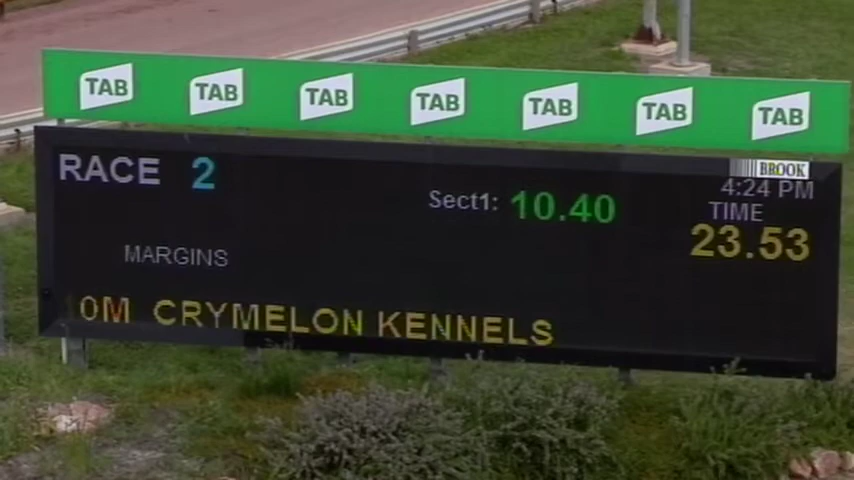 TAB TAB TAB TAB TAB TAB TAB
BROOK
RACE 2
4:24 PM
Sect1: 10.40
TIME
23.53
MARGINS
0M CRYMELON KENNELS